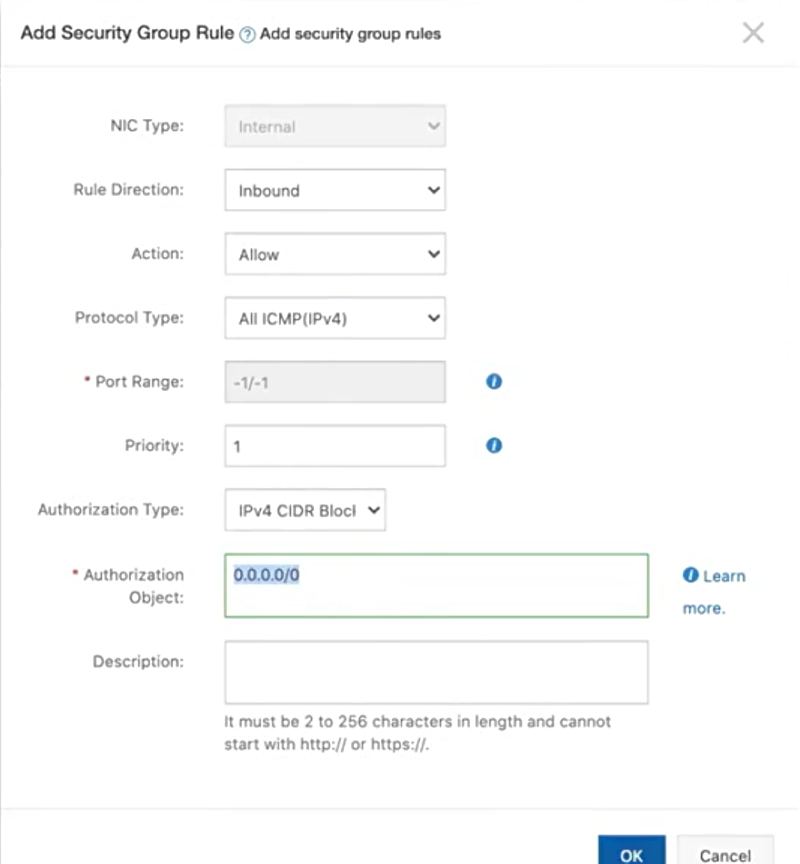 Add Security Group Rule ? Add security group rules
NIC Type: Internal
Rule Direction: Inbound
Action: Allow
Protocol Type: All ICMP(IPv4)
* Port Range: -1/-1
Priority: 1
Authorization Type: IPv4 CIDR Block
* Authorization Object: 0.0.0.0/0
Learn more.
Description:
It must be 2 to 256 characters in length and cannot
start with http:// or https://.
OK Cancel